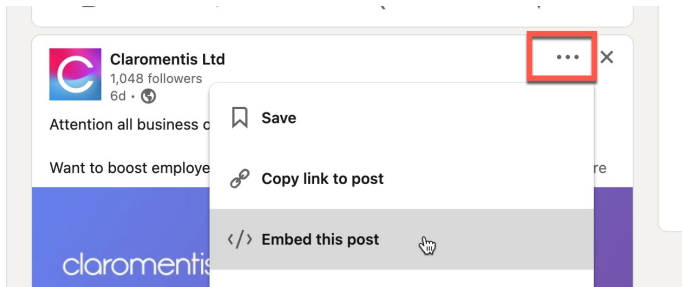 Claromentis Ltd
1,048 followers
6d •
Attention all business
Want to boost employe
re
Save
Copy link to post
</> Embed this post
claromentis